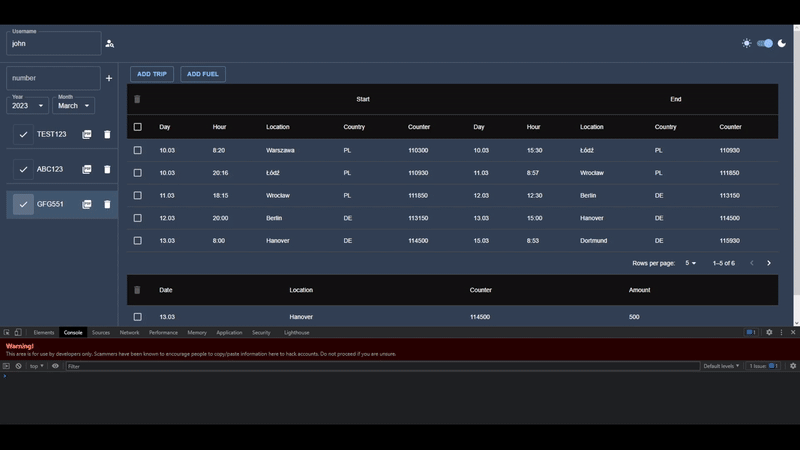 Username
john
number
Year
2023
Month
March
TEST123
ABC123
GFG551
ADD TRIP ADD FUEL
Start End
Day Hour Location Country Counter Day Hour Location Country Counter
10.03 8:20 Warszawa PL 110300 10.03 15:30 Łódź PL 110930
10.03 20:16 Łódź PL 110930 11.03 8:57 Wrocław PL 111850
11.03 18:15 Wrocław PL 111850 12.03 12:30 Berlin DE 113150
12.03 20:00 Berlin DE 113150 13.03 15:00 Hanover DE 114500
13.03 8:00 Hanover DE 114500 15.03 8:53 Dortmund DE 115930
Rows per page: 5 1–5 of 6
Date Location Counter Amount
13.03 Hanover 114500 500
Elements Console Sources Network Performance Memory Application Security Lighthouse 1
Warning!
This area is for use by developers only. Scammers have been known to encourage people to copy/paste information here to hack accounts. Do not proceed if you are unsure.
top Filter Default levels 1 Issue: 1